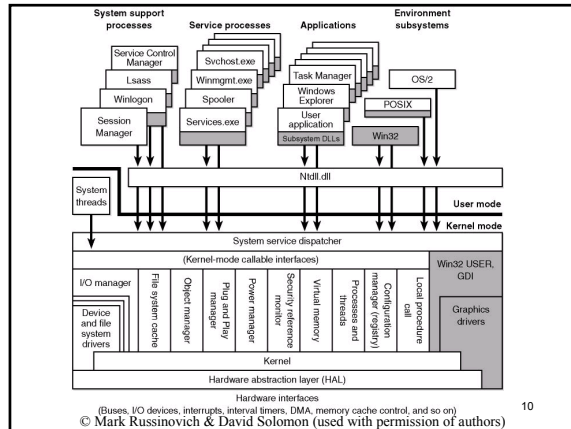 System support
processes
Service processes
Applications
Environment
subsystems
Service Control
Manager
Lsass
Winlogon
Session
Manager
Svchost.exe
Winmgmt.exe
Spooler
Services.exe
Task Manager
Windows
Explorer
User
application
Subsystem DLLs
OS/2
POSIX
Win32
System
threads
Ntdll.dll
User mode
Kernel mode
System service dispatcher
(Kernel-mode callable interfaces)
I/O manager
Device
and file
system
drivers
File system cache
Object manager
Plug and Play
manager
Power manager
Security reference
monitor
Virtual memory
Processes and
threads
Configuration
manager (registry)
Local procedure
call
Win32 USER,
GDI
Graphics
drivers
Kernel
Hardware abstraction layer (HAL)
Hardware interfaces
(Buses, I/O devices, interrupts, interval timers, DMA, memory cache control, and so on)
10
© Mark Russinovich & David Solomon (used with permission of authors)